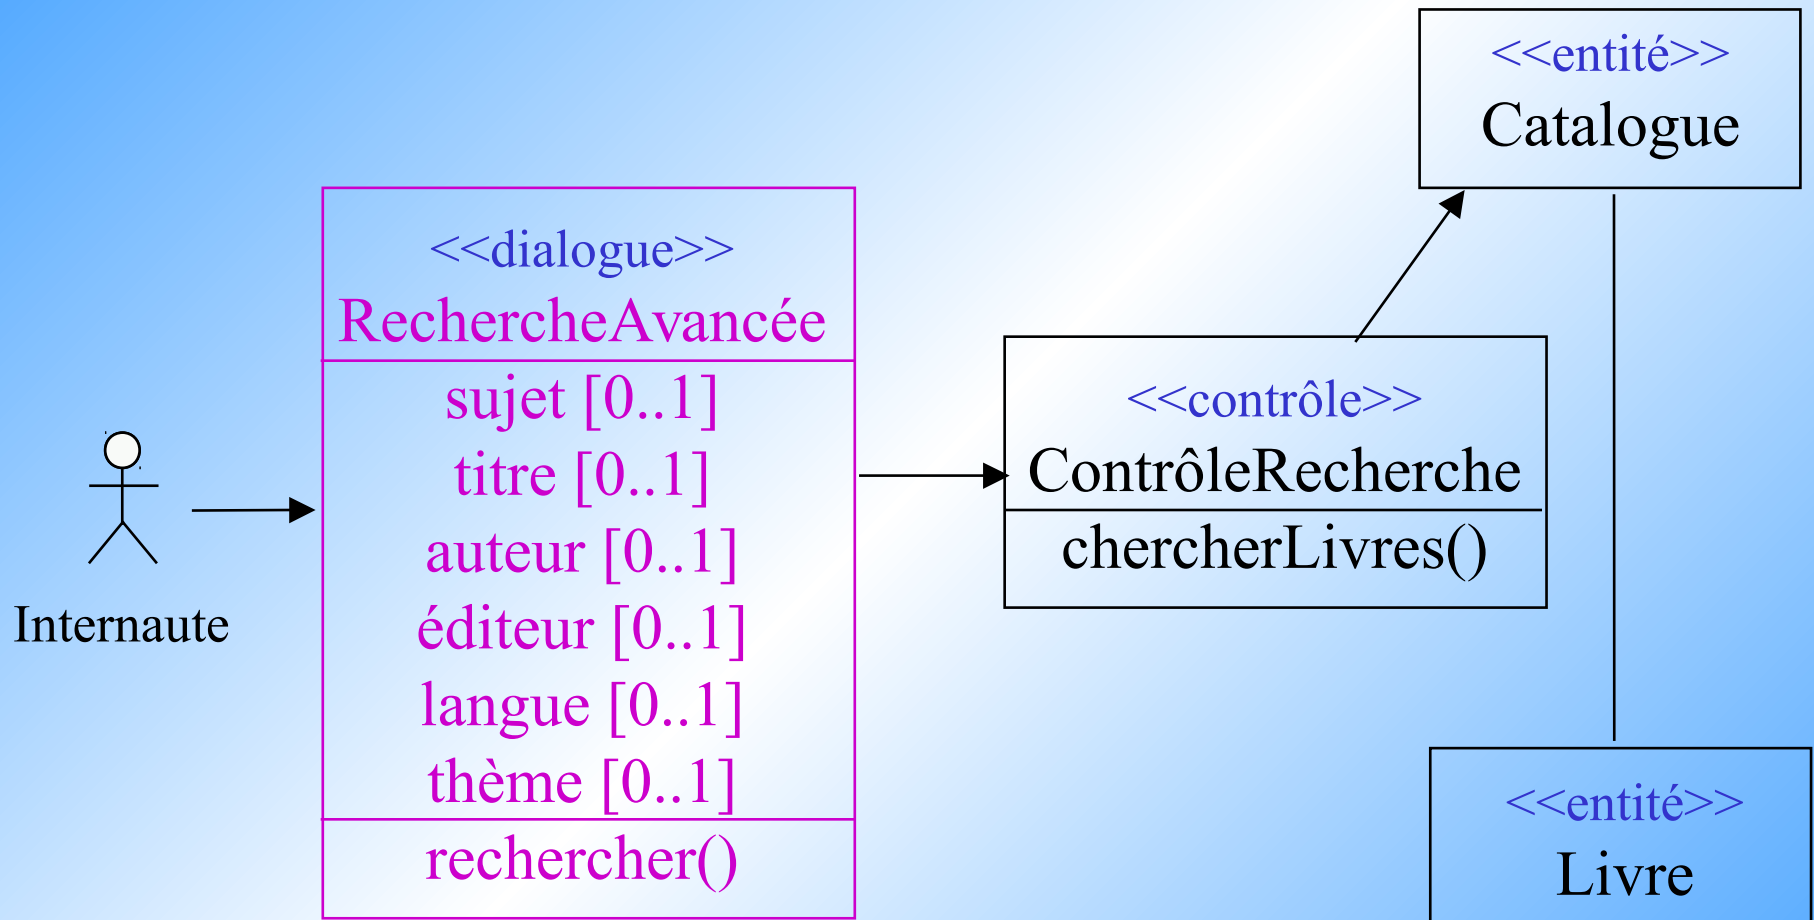 <<entité>>
Catalogue
<<dialogue>>
RechercheAvancée
sujet [0..1]
titre [0..1]
auteur [0..1]
éditeur [0..1]
langue [0..1]
thème [0..1]
rechercher()
Internaute
<<contrôle>>
ContrôleRecherche
chercherLivres()
<<entité>>
Livre